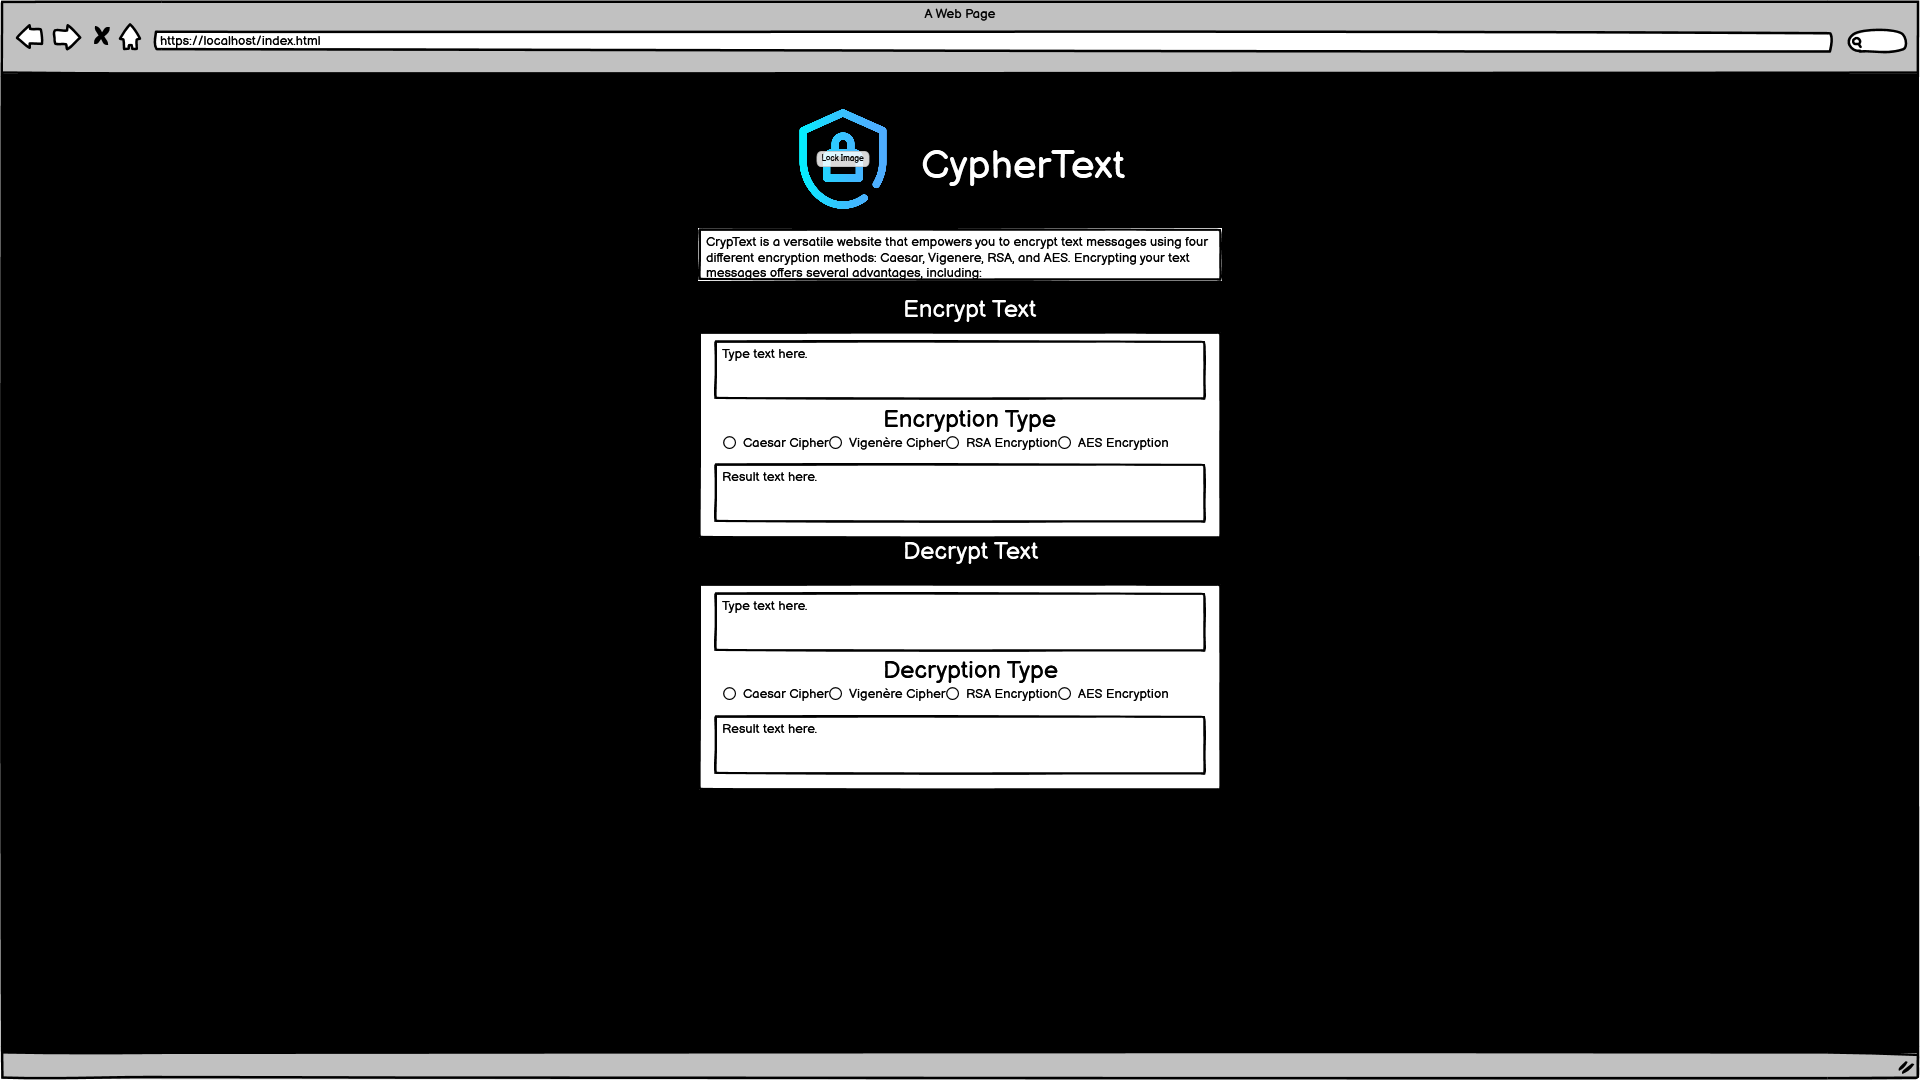 A Web Page
https://localhost/index.html
Lock Image
CypherText
CrypText is a versatile website that empowers you to encrypt text messages using four
different encryption methods: Caesar, Vigenere, RSA, and AES. Encrypting your text
messages offers several advantages, including:
Encrypt Text
Type text here.
Encryption Type
Caesar Cipher Vigenère Cipher RSA Encryption AES Encryption
Result text here.
Decrypt Text
Type text here.
Decryption Type
Caesar Cipher Vigenère Cipher RSA Encryption AES Encryption
Result text here.